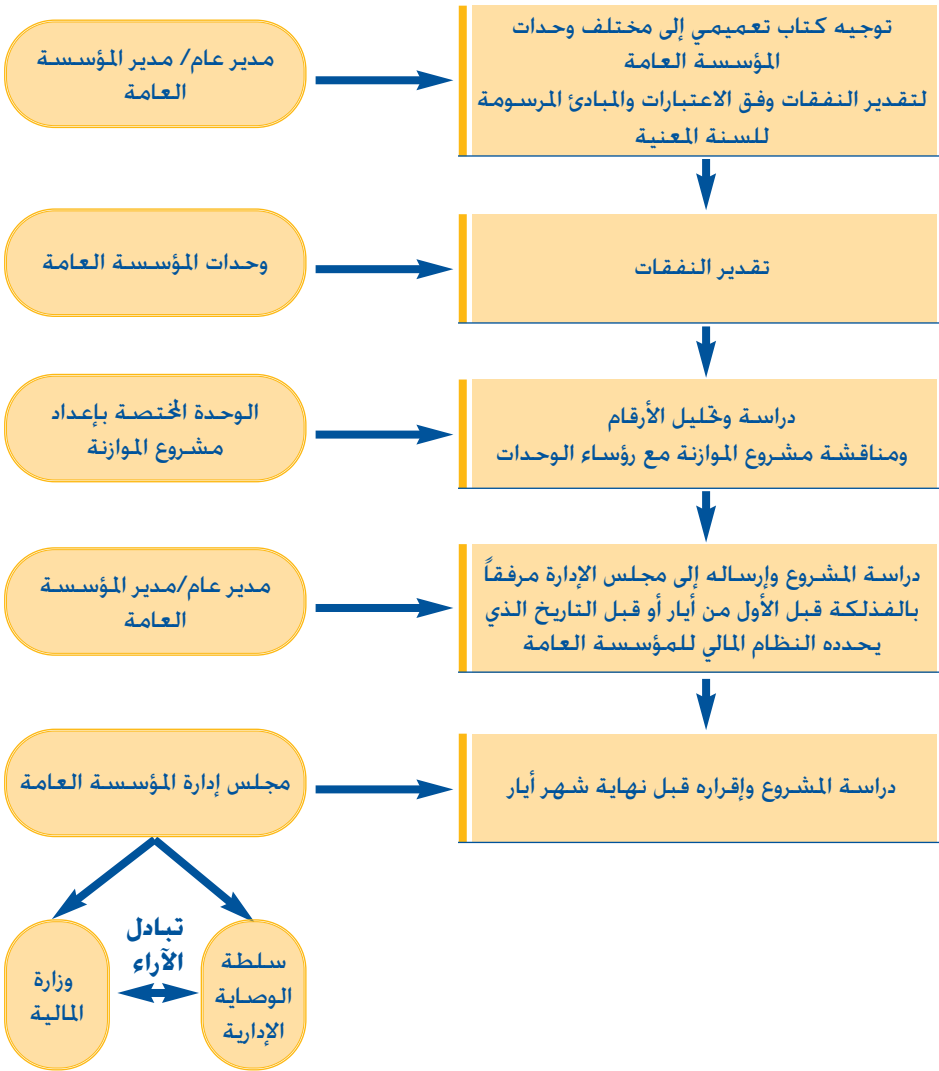 توجيه كتاب تعميمي إلى مختلف وحدات
المؤسسة العامة
لتقدير النفقات وفق الاعتبارات والمبادئ المرسومة
للسنة المعنية
مدير عام/ مدير المؤسسة
العامة
تقدير النفقات
وحدات المؤسسة العامة
دراسة وتحليل الأرقام
ومناقشة مشروع الموازنة مع رؤساء الوحدات
الوحدة المختصة بإعداد
مشروع الموازنة
دراسة المشروع وإرساله إلى مجلس الإدارة مرفقاً
بالفذلكة قبل الأول من أيار أو قبل التاريخ الذي
يحدده النظام المالي للمؤسسة العامة
مدير عام/مدير المؤسسة
العامة
دراسة المشروع وإقراره قبل نهاية شهر أيار
مجلس إدارة المؤسسة العامة
سلطة
الوصاية
الإدارية
تبادل
الآراء
وزارة
المالية